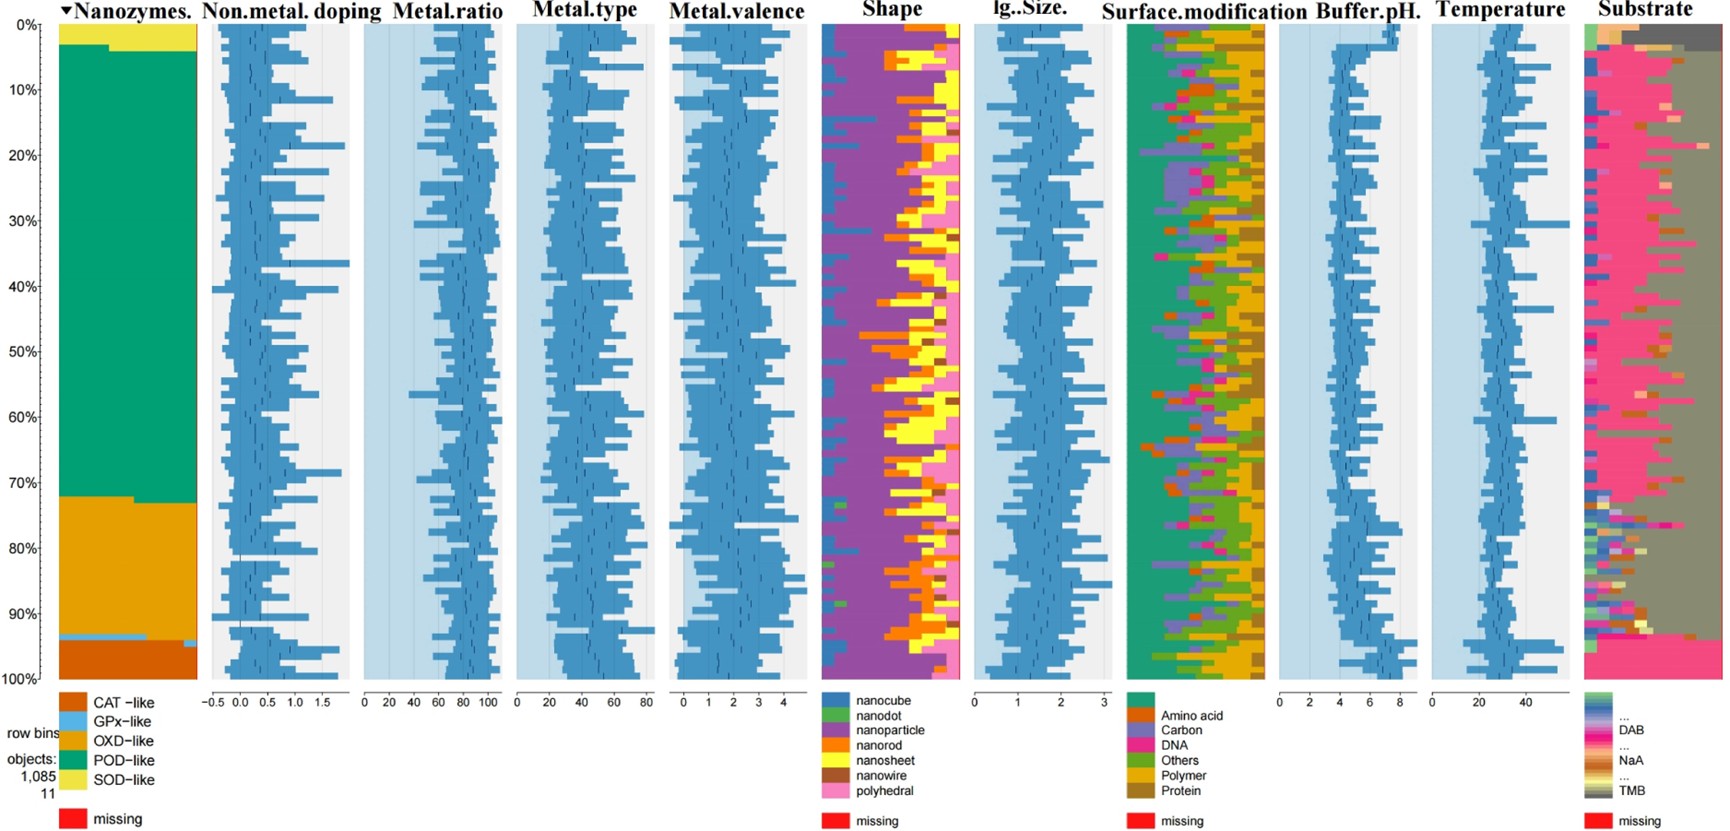 ▾Nanozymes. Non.metal. doping Metal.ratio Metal.type Metal.valence Shape lg..Size. Surface.modification Buffer.pH. Temperature Substrate
0%
10%
20%
30%
40%
50%
60%
70%
80%
90%
100%
−0.5 0.0 0.5 1.0 1.5
0 20 40 60 80 100
0 20 40 60 80
0 1 2 3 4
0 1 2 3
0 2 4 6 8
0 20 40
row bins
objects:
1,085
11
CAT −like
GPx−like
OXD−like
POD−like
SOD−like
missing
nanocube
nanodot
nanoparticle
nanorod
nanosheet
nanowire
polyhedral
missing
Amino acid
Carbon
DNA
Others
Polymer
Protein
missing
...
DAB
...
NaA
...
TMB
missing